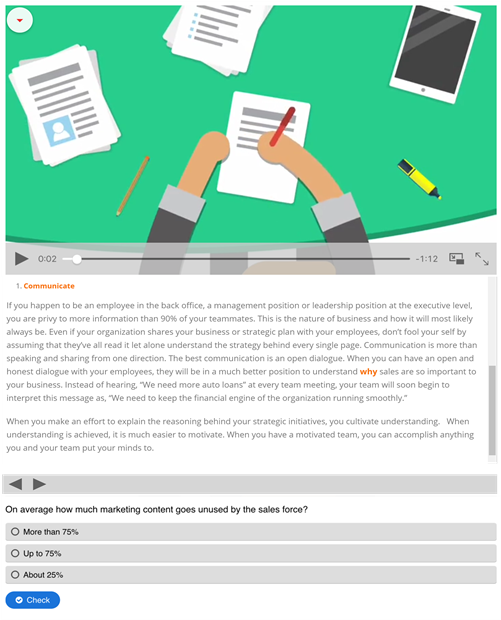 0:02
-1:12
1. Communicate
If you happen to be an employee in the back office, a management position or leadership position at the executive level,
you are privy to more information than 90% of your teammates. This is the nature of business and how it will most likely
always be. Even if your organization shares your business or strategic plan with your employees, don't fool your self by
assuming that they've all read it let alone understand the strategy behind every single page. Communication is more than
speaking and sharing from one direction. The best communication is an open dialogue. When you can have an open and
honest dialogue with your employees, they will be in a much better position to understand why sales are so important to
your business. Instead of hearing, "We need more auto loans" at every team meeting, your team will soon begin to
interpret this message as, "We need to keep the financial engine of the organization running smoothly."
When you make an effort to explain the reasoning behind your strategic initiatives, you cultivate understanding. When
understanding is achieved, it is much easier to motivate. When you have a motivated team, you can accomplish anything
you and your team put your minds to.
On average how much marketing content goes unused by the sales force?
More than 75%
Up to 75%
About 25%
Check